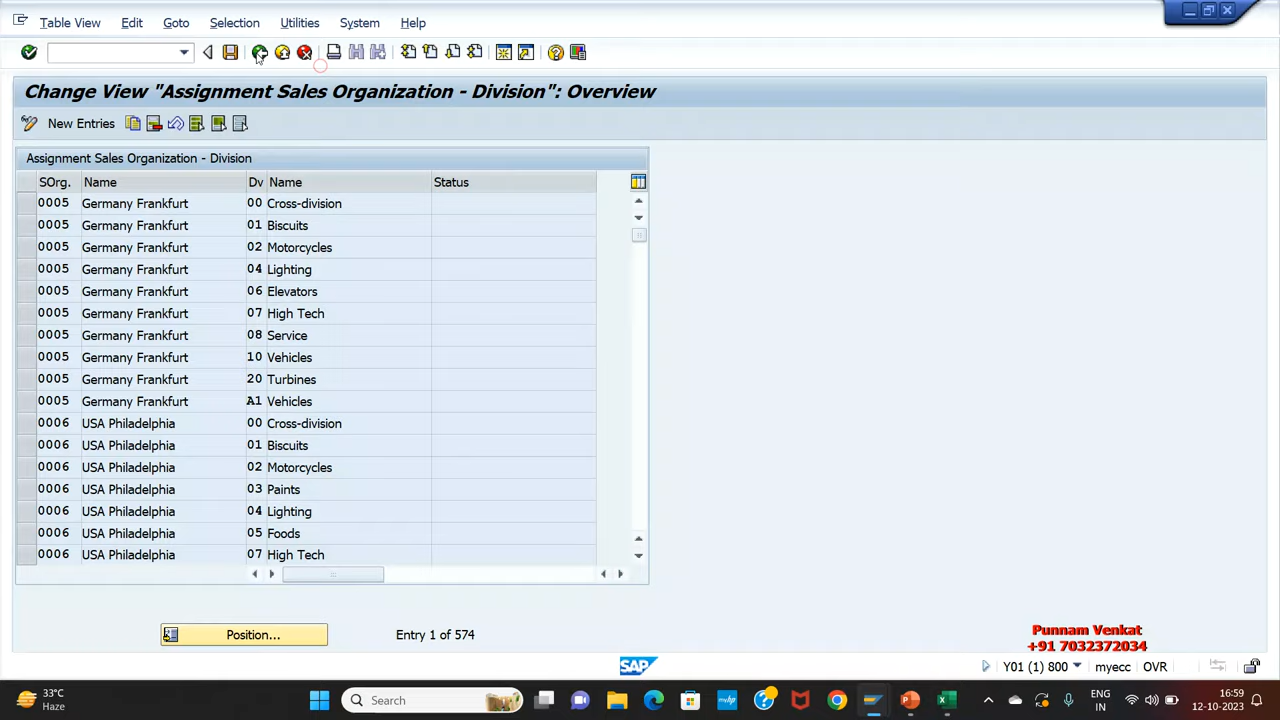 Table View Edit Goto Selection Utilities System Help
Change View "Assignment Sales Organization - Division": Overview
New Entries
Assignment Sales Organization - Division
SOrg. Name Dv Name Status
0005 Germany Frankfurt 00 Cross-division
0005 Germany Frankfurt 01 Biscuits
0005 Germany Frankfurt 02 Motorcycles
0005 Germany Frankfurt 04 Lighting
0005 Germany Frankfurt 06 Elevators
0005 Germany Frankfurt 07 High Tech
0005 Germany Frankfurt 08 Service
0005 Germany Frankfurt 10 Vehicles
0005 Germany Frankfurt 20 Turbines
0005 Germany Frankfurt A1 Vehicles
0006 USA Philadelphia 00 Cross-division
0006 USA Philadelphia 01 Biscuits
0006 USA Philadelphia 02 Motorcycles
0006 USA Philadelphia 03 Paints
0006 USA Philadelphia 04 Lighting
0006 USA Philadelphia 05 Foods
0006 USA Philadelphia 07 High Tech
Position... Entry 1 of 574
Punnam Venkat
+91 7032372034
SAP Y01 (1) 800 myecc OVR
33°C
Haze
Search
ENG
IN
16:59
12-10-2023